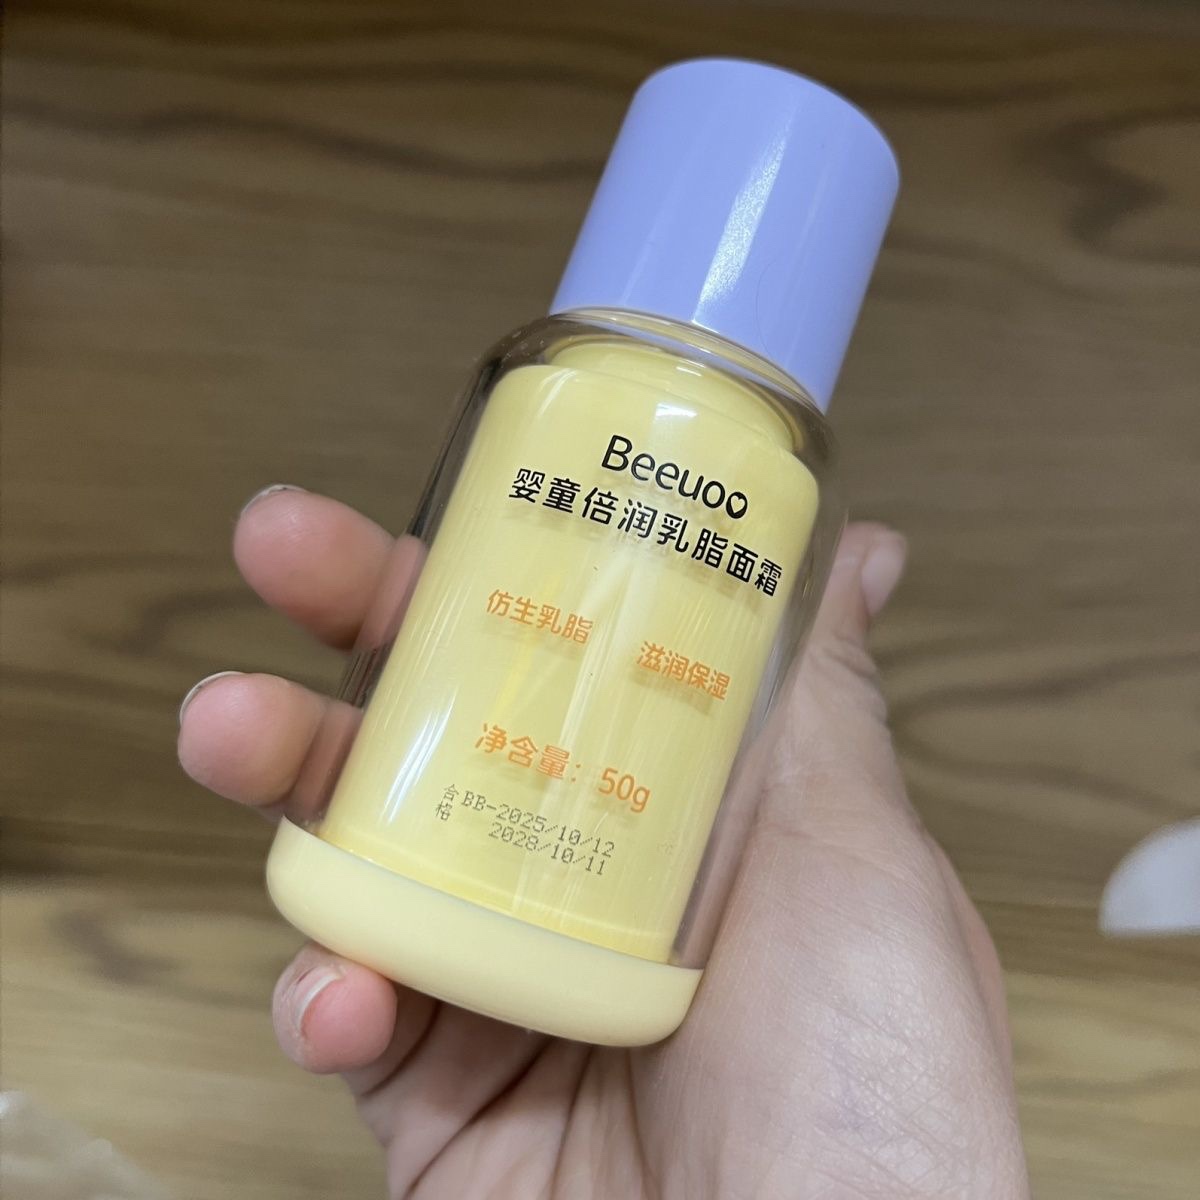 Beeuoo
婴童倍润乳脂面霜
仿生乳脂 滋润保湿
净含量：50g
合格 BB-2025/10/12
2028/10/11